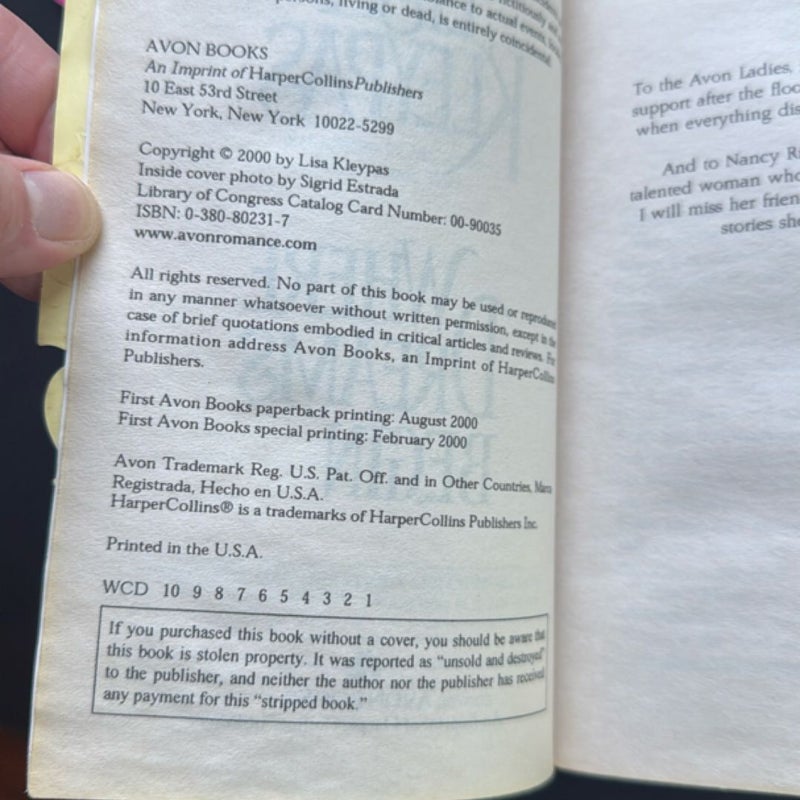 living or dead, is entirely coincidental.
AVON BOOKS
An Imprint of HarperCollinsPublishers
10 East 53rd Street
New York, New York 10022-5299
Copyright © 2000 by Lisa Kleypas
Inside cover photo by Sigrid Estrada
Library of Congress Catalog Card Number: 00-90035
ISBN: 0-380-80231-7
www.avonromance.com
All rights reserved. No part of this book may be used or reproduced
in any manner whatsoever without written permission, except in the
case of brief quotations embodied in critical articles and reviews. For
information address Avon Books, an Imprint of HarperCollins
Publishers.
First Avon Books paperback printing: August 2000
First Avon Books special printing: February 2000
Avon Trademark Reg. U.S. Pat. Off. and in Other Countries, Marca
Registrada, Hecho en U.S.A.
HarperCollins® is a trademarks of HarperCollins Publishers Inc.
Printed in the U.S.A.
WCD 10 9 8 7 6 5 4 3 2 1
If you purchased this book without a cover, you should be aware that
this book is stolen property. It was reported as "unsold and destroyed"
to the publisher, and neither the author nor the publisher has received
any payment for this "stripped book."
To the Avon Ladies,
support after the
when everything
And to Nancy
talented woman
I will miss her
stories